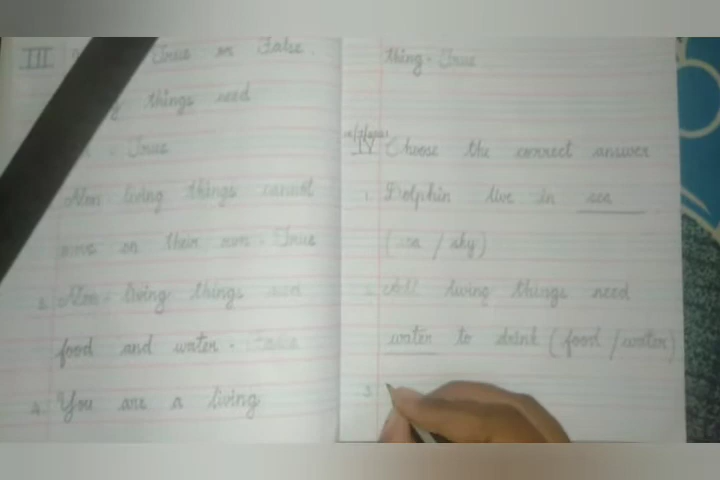 III True or False.
things need
True
Non living things cannot
move on their own. True
3. Non-living things need
food and water. False
4. You are a living
thing. True
IV Choose the correct answer
1. Dolphin live in sea
(sea / sky)
2. All living things need
water to drink (food / water)
3.